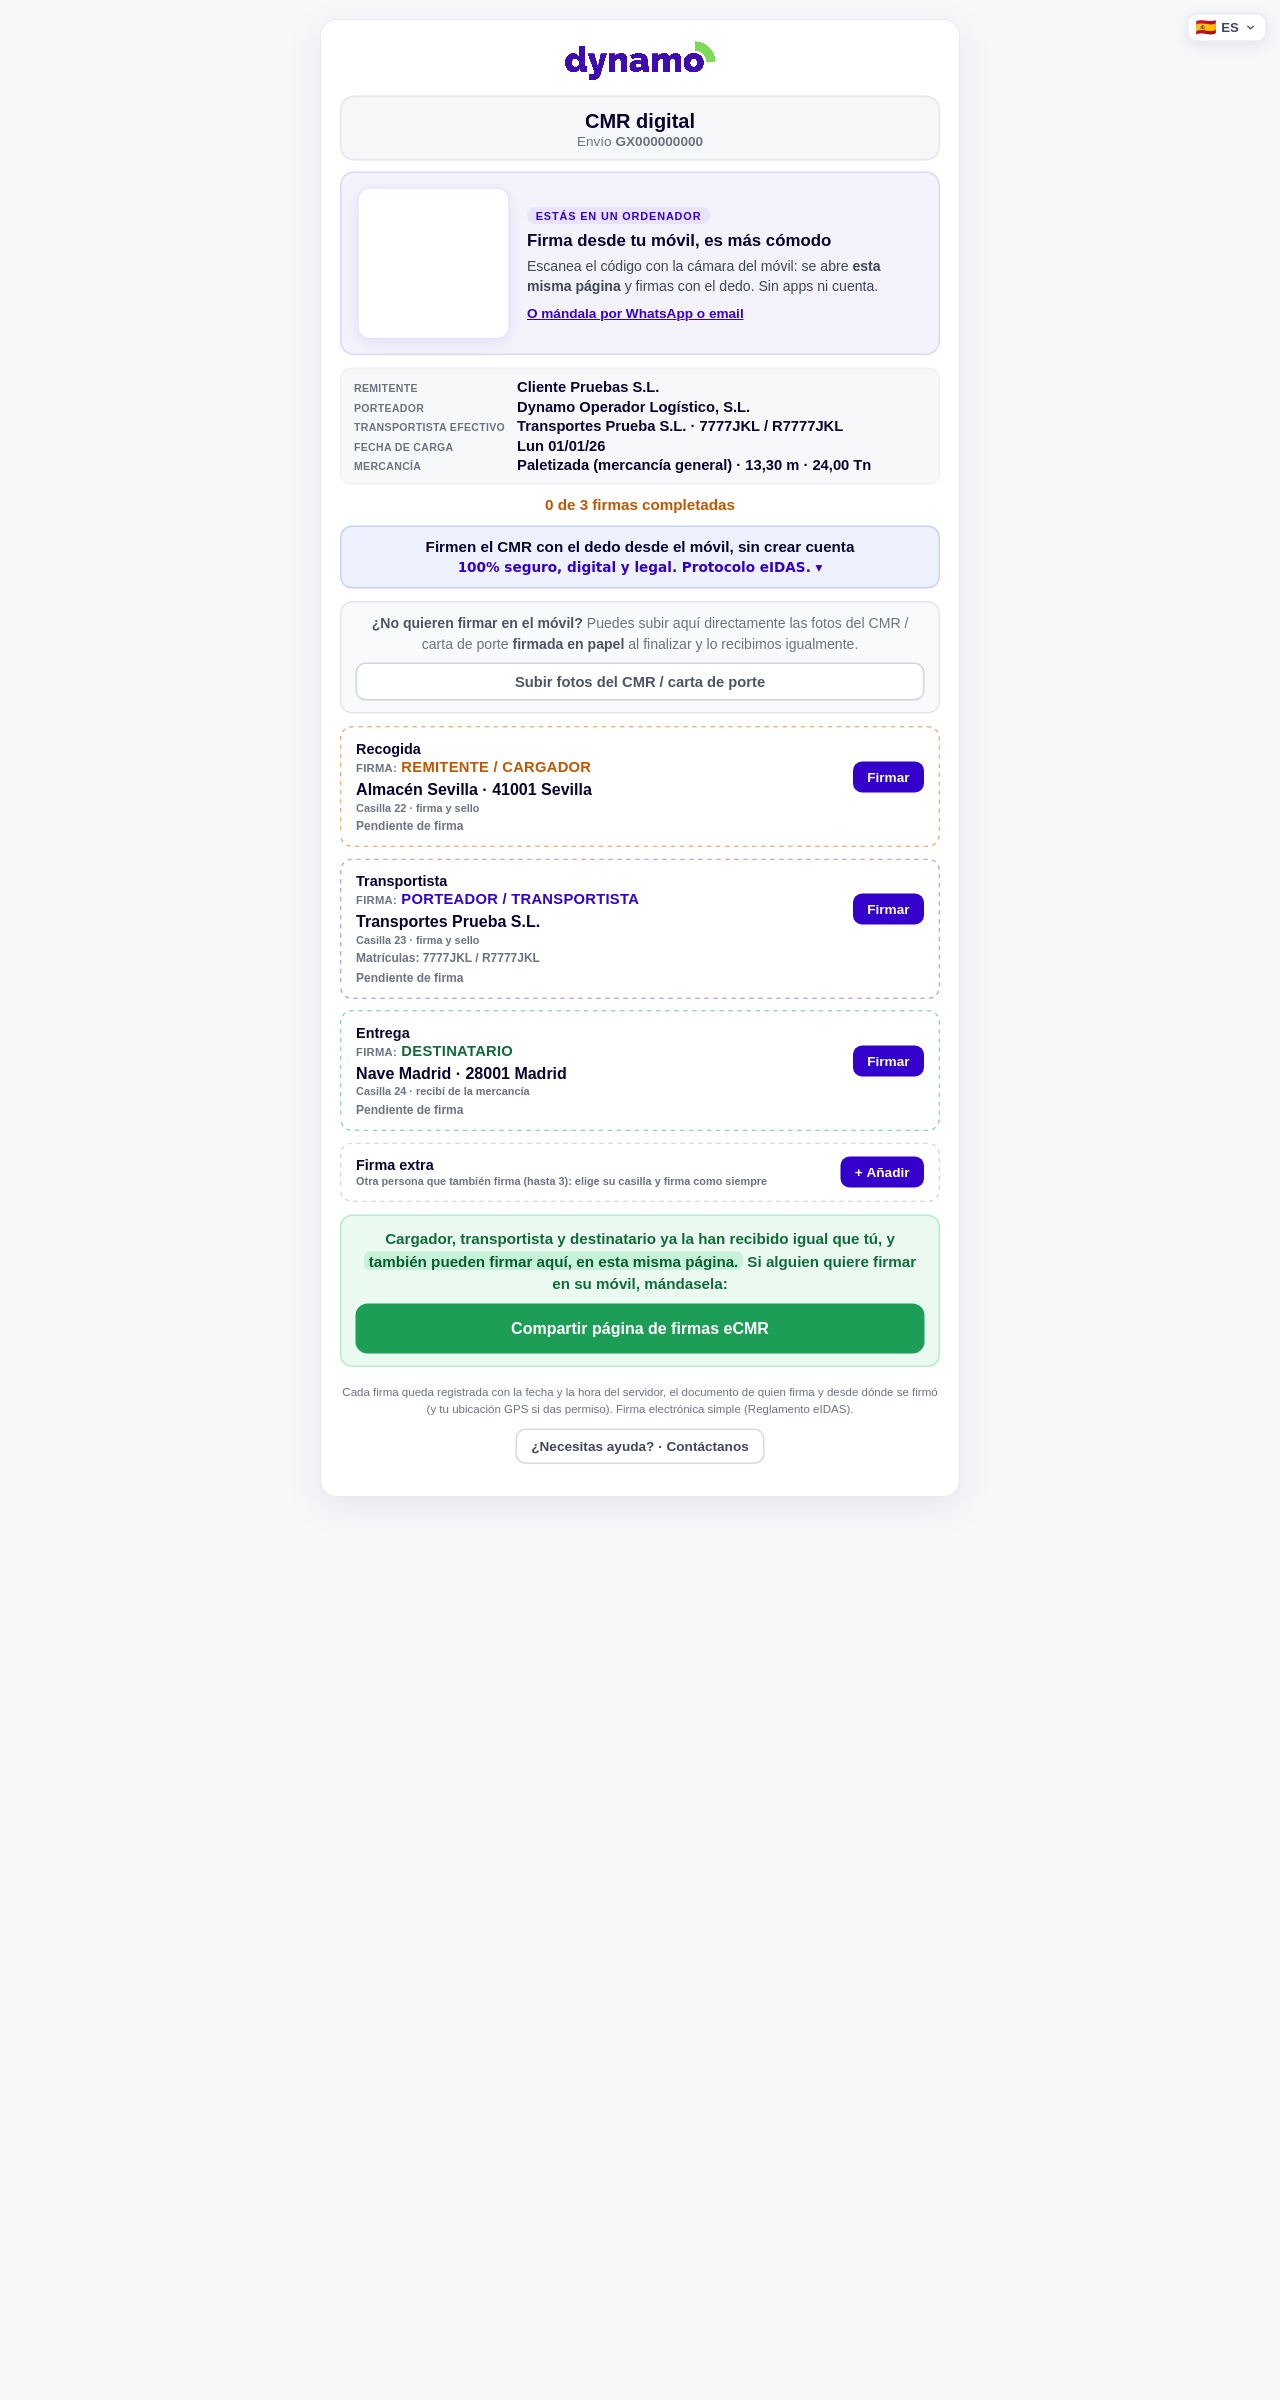 🇪🇸 ES
dynamo
CMR digital
Envío GX000000000
ESTÁS EN UN ORDENADOR
Firma desde tu móvil, es más cómodo
Escanea el código con la cámara del móvil: se abre esta
misma página y firmas con el dedo. Sin apps ni cuenta.
O mándala por WhatsApp o email
REMITENTE Cliente Pruebas S.L.
PORTEADOR Dynamo Operador Logístico, S.L.
TRANSPORTISTA EFECTIVO Transportes Prueba S.L. · 7777JKL / R7777JKL
FECHA DE CARGA Lun 01/01/26
MERCANCÍA Paletizada (mercancía general) · 13,30 m · 24,00 Tn
0 de 3 firmas completadas
Firmen el CMR con el dedo desde el móvil, sin crear cuenta
100% seguro, digital y legal. Protocolo eIDAS. ▾
¿No quieren firmar en el móvil? Puedes subir aquí directamente las fotos del CMR /
carta de porte firmada en papel al finalizar y lo recibimos igualmente.
Subir fotos del CMR / carta de porte
Recogida
FIRMA: REMITENTE / CARGADOR
Almacén Sevilla · 41001 Sevilla
Casilla 22 · firma y sello
Pendiente de firma
Firmar
Transportista
FIRMA: PORTEADOR / TRANSPORTISTA
Transportes Prueba S.L.
Casilla 23 · firma y sello
Matrículas: 7777JKL / R7777JKL
Pendiente de firma
Firmar
Entrega
FIRMA: DESTINATARIO
Nave Madrid · 28001 Madrid
Casilla 24 · recibí de la mercancía
Pendiente de firma
Firmar
Firma extra
Otra persona que también firma (hasta 3): elige su casilla y firma como siempre
+ Añadir
Cargador, transportista y destinatario ya la han recibido igual que tú, y
también pueden firmar aquí, en esta misma página. Si alguien quiere firmar
en su móvil, mándasela:
Compartir página de firmas eCMR
Cada firma queda registrada con la fecha y la hora del servidor, el documento de quien firma y desde dónde se firmó
(y tu ubicación GPS si das permiso). Firma electrónica simple (Reglamento eIDAS).
¿Necesitas ayuda? · Contáctanos